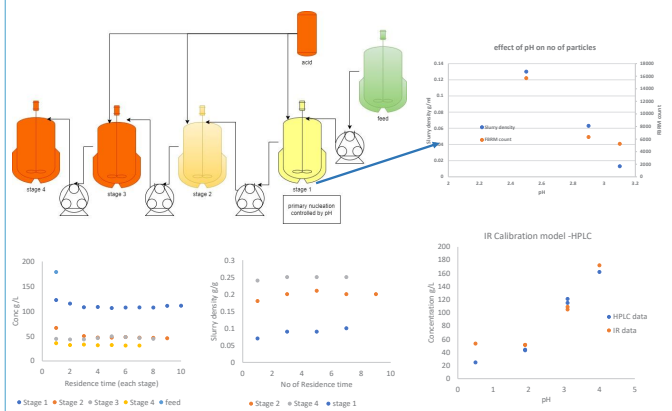 acid
feed
stage 4
stage 3
stage 2
stage 1
primary nucleation
controlled by pH
effect of pH on no of particles
0.16
0.14
0.12
0.1
0.08
0.06
0.04
0.02
0
Slurry density g/ml
18000
16000
14000
12000
10000
8000
6000
4000
2000
0
FBRM count
slurry density
FBRM count
2
2.2
2.4
2.6
2.8
3
3.2
pH
200
150
100
50
0
Conc g/L
0
2
4
6
8
10
Residence time (each stage)
Stage 1
Stage 2
Stage 3
Stage 4
feed
0.3
0.25
0.2
0.15
0.1
0.05
0
Slurry density g/g
0
2
4
6
8
10
No of Residence time
Stage 2
Stage 4
stage 1
IR Calibration model -HPLC
200
180
160
140
120
100
80
60
40
20
0
Concentration g/L
0
1
2
3
4
5
pH
HPLC data
IR data